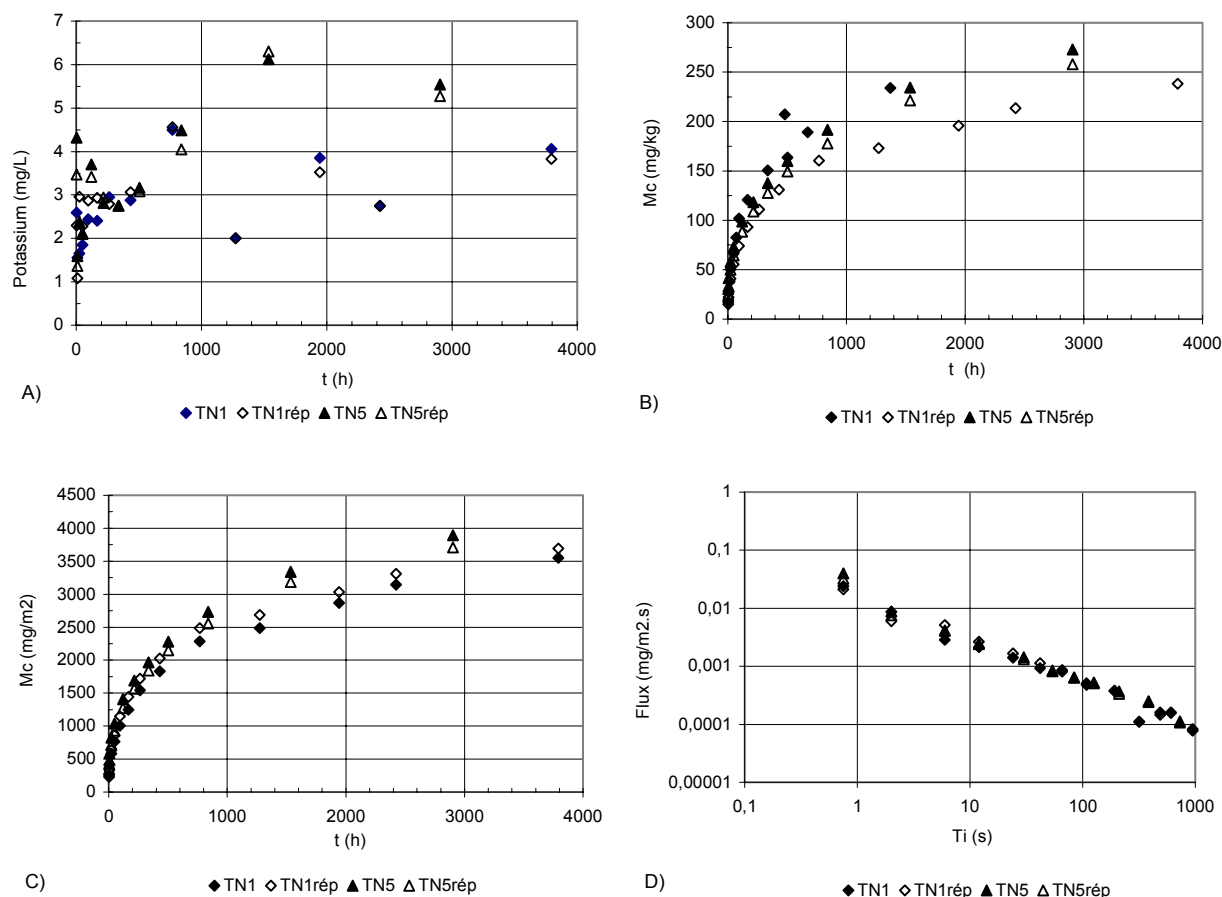 7
6
5
4
3
2
1
0
Potassium (mg/L)
0 1000 2000 3000 4000
t (h)
A)
TN1 TN1rép TN5 TN5rép
300
250
200
150
100
50
0
Mc (mg/kg)
0 1000 2000 3000 4000
t (h)
B)
TN1 TN1rép TN5 TN5rép
4500
4000
3500
3000
2500
2000
1500
1000
500
0
Mc (mg/m2)
0 1000 2000 3000 4000
t (h)
C)
TN1 TN1rép TN5 TN5rép
1
0,1
0,01
0,001
0,0001
0,00001
Flux (mg/m2.s)
0,1 1 10 100 1000
Ti (s)
D)
TN1 TN1rép TN5 TN5rép